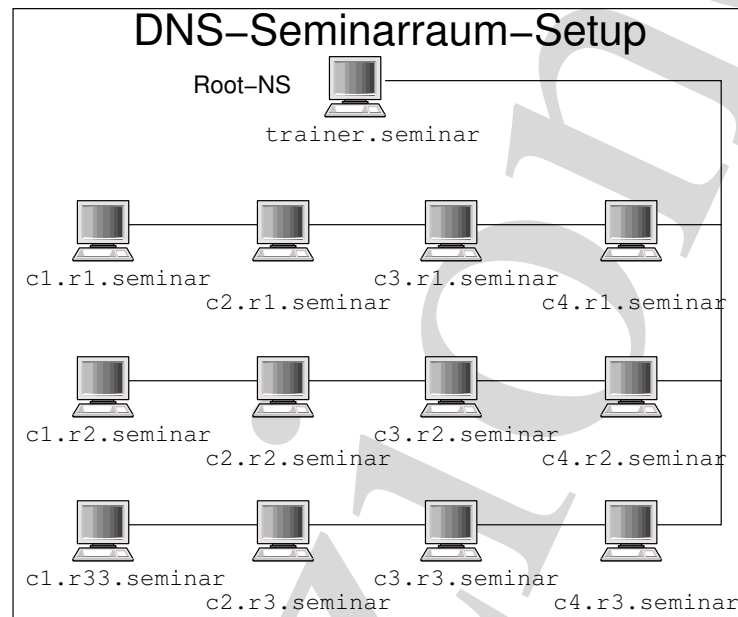 DNS–Seminarraum–Setup
Root–NS
trainer.seminar
c1.r1.seminar
c2.r1.seminar
c3.r1.seminar
c4.r1.seminar
c1.r2.seminar
c2.r2.seminar
c3.r2.seminar
c4.r2.seminar
c1.r33.seminar
c2.r3.seminar
c3.r3.seminar
c4.r3.seminar